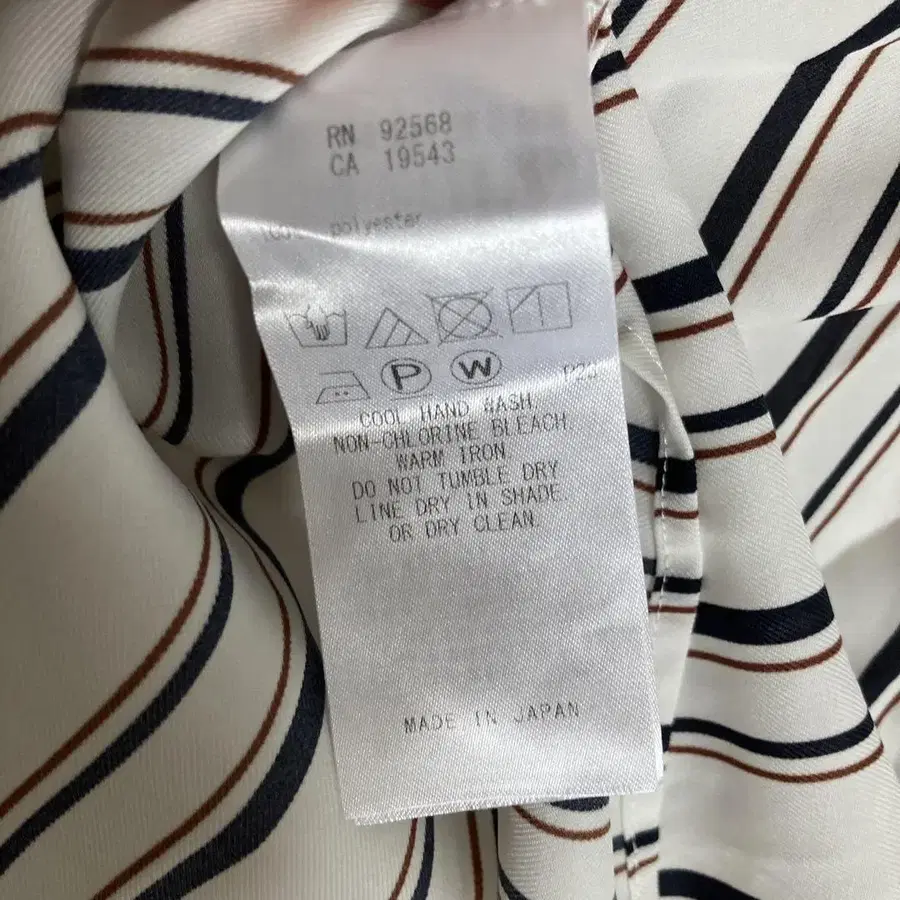 RN 92568
CA 19543
polyester
P W
COOL HAND WASH
NON-CHLORINE BLEACH
WARM IRON
DO NOT TUMBLE DRY
LINE DRY IN SHADE
OR DRY CLEAN.
MADE IN JAPAN